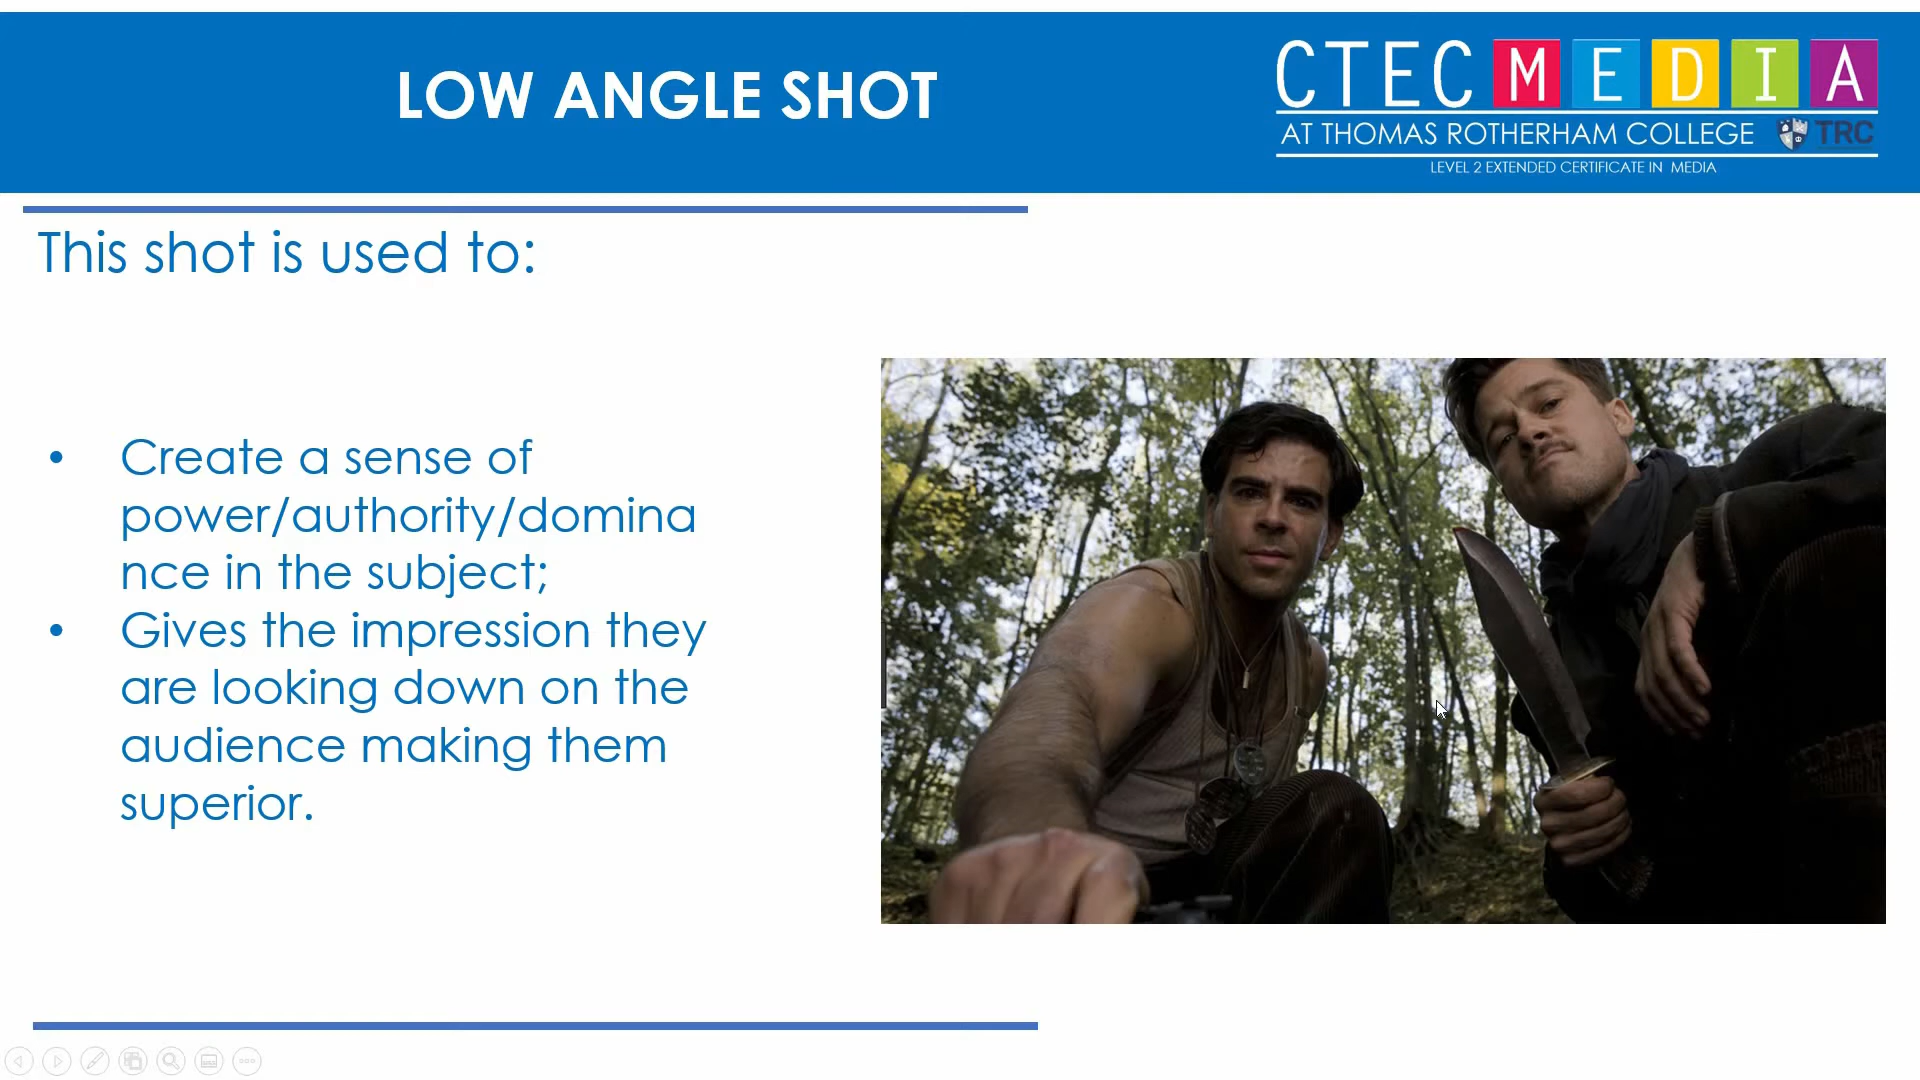 LOW ANGLE SHOT
CTEC MEDIA
AT THOMAS ROTHERHAM COLLEGE TRC
LEVEL 2 EXTENDED CERTIFICATE IN MEDIA
This shot is used to:
• Create a sense of
power/authority/domina
nce in the subject;
• Gives the impression they
are looking down on the
audience making them
superior.